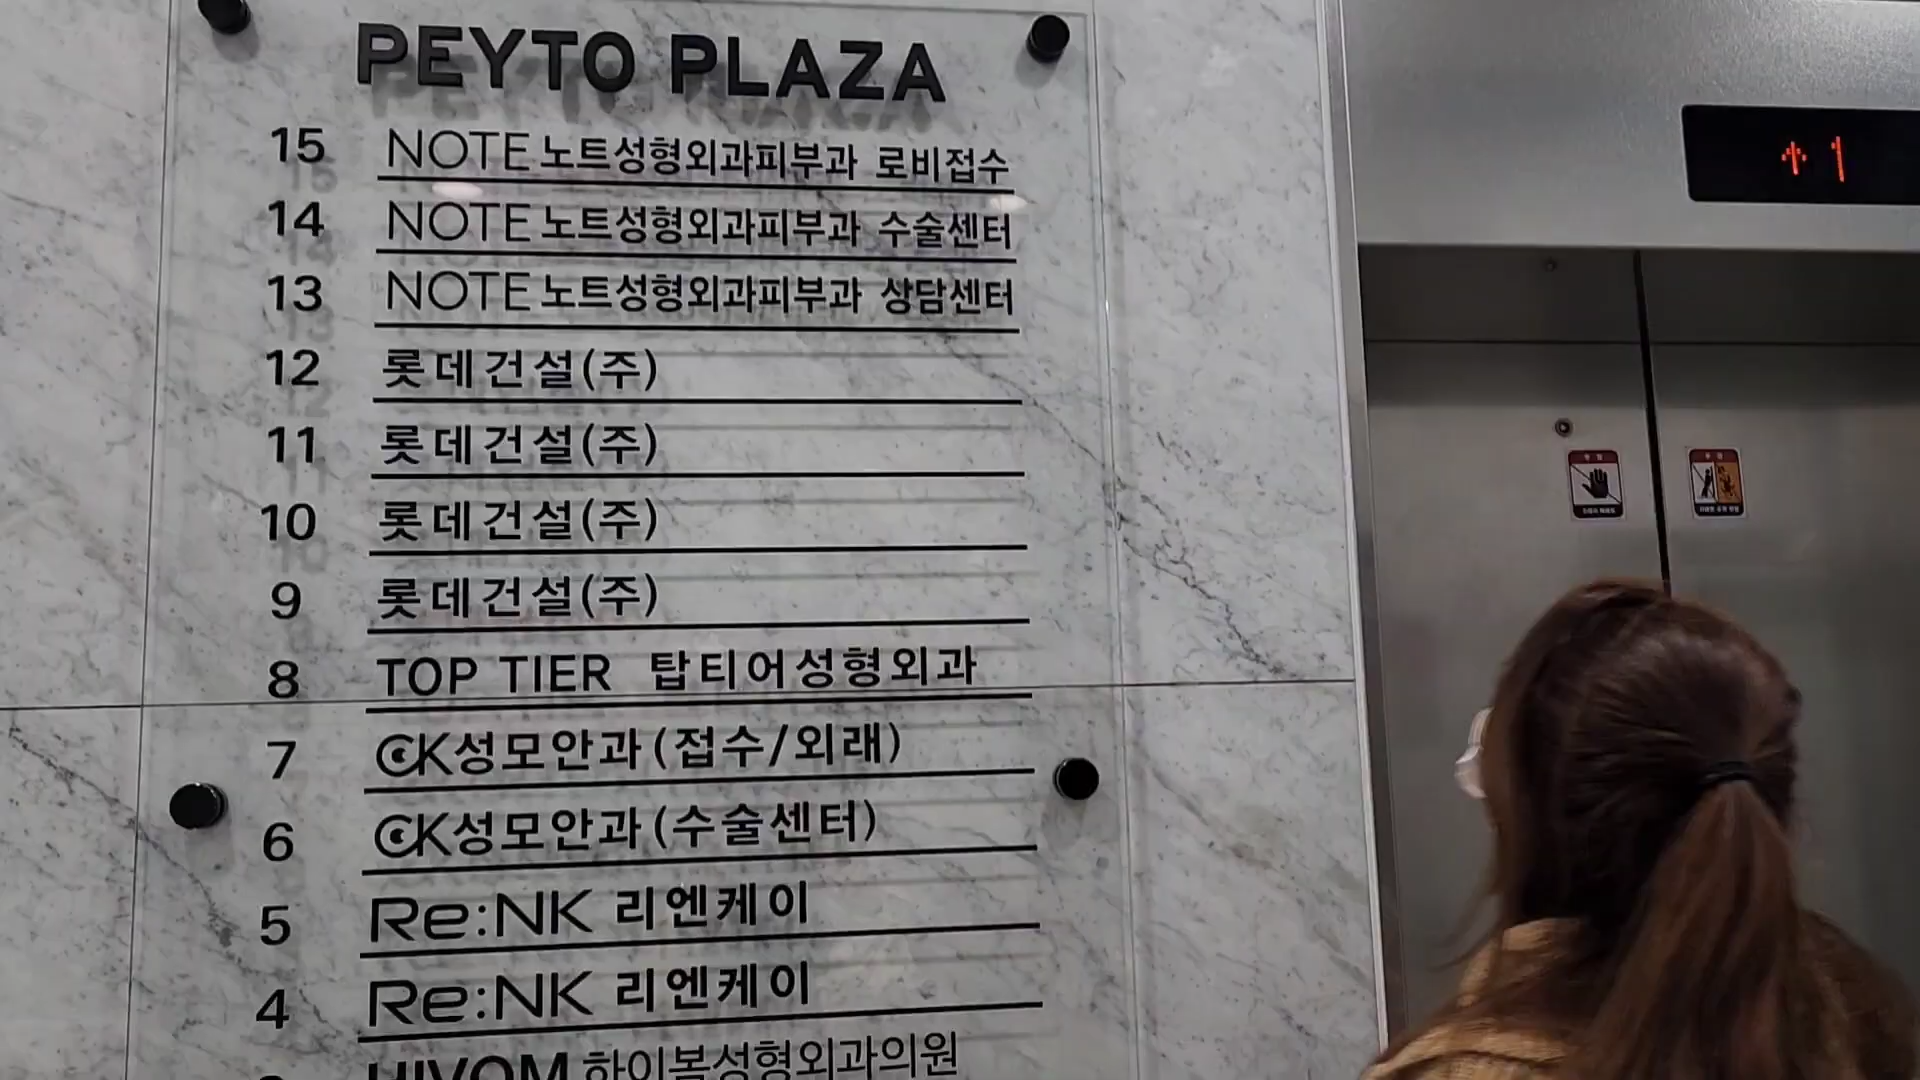 PEYTO PLAZA
15 NOTE 노트성형외과피부과 로비접수
14 NOTE 노트성형외과피부과 수술센터
13 NOTE 노트성형외과피부과 상담센터
12 롯데건설(주)
11 롯데건설(주)
10 롯데건설(주)
9 롯데건설(주)
8 TOP TIER 탑티어성형외과
7 CK성모안과(접수/외래)
6 CK성모안과(수술센터)
5 Re:NK 리엔케이
4 Re:NK 리엔케이
하이봄성형외과의원
1